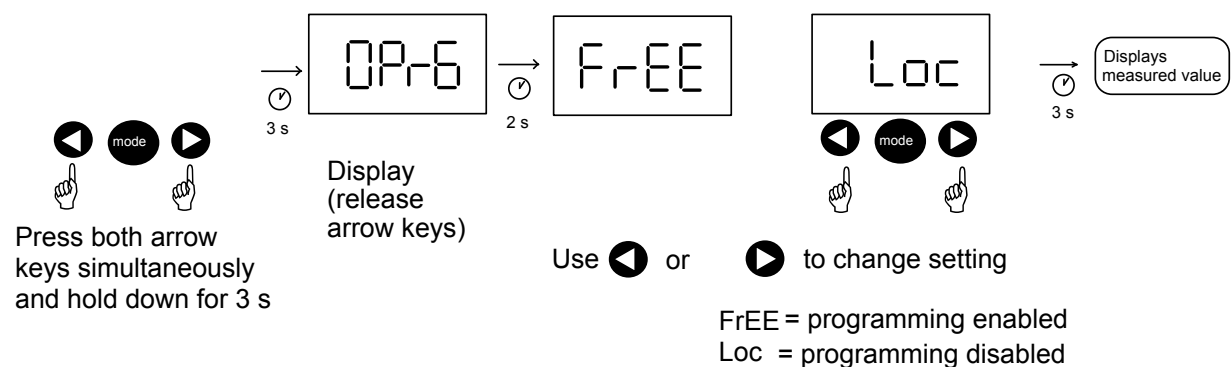 OPr6
FrEE
Loc
Displays
measured value
3 s
2 s
3 s
mode
mode
Display
(release
arrow keys)
Press both arrow
keys simultaneously
and hold down for 3 s
Use or to change setting
FrEE = programming enabled
Loc = programming disabled